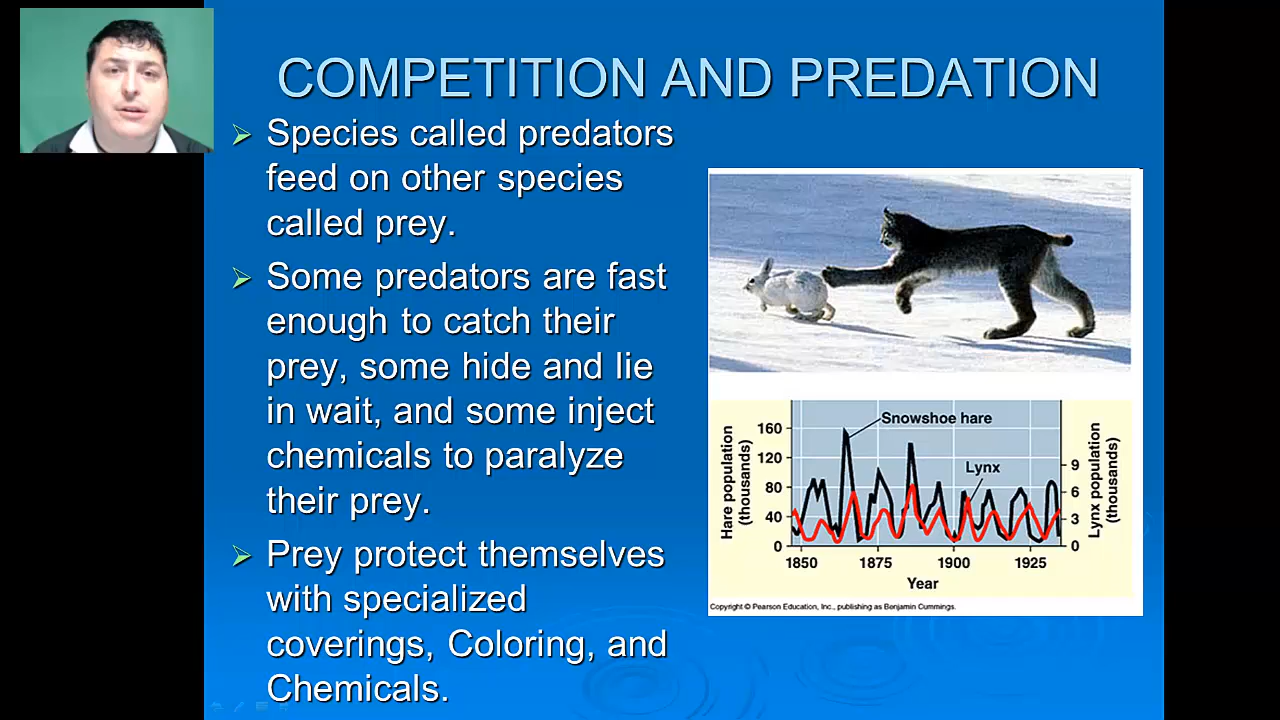 COMPETITION AND PREDATION
Species called predators
feed on other species
called prey.
Some predators are fast
enough to catch their
prey, some hide and lie
in wait, and some inject
chemicals to paralyze
their prey.
Prey protect themselves
with specialized
coverings, Coloring, and
Chemicals.
Hare population
(thousands)
160
120
80
40
0
Snowshoe hare
Lynx
9
6
3
0
Lynx population
(thousands)
1850
1875
1900
1925
Year
Copyright © Pearson Education, Inc., publishing as Benjamin Cummings.